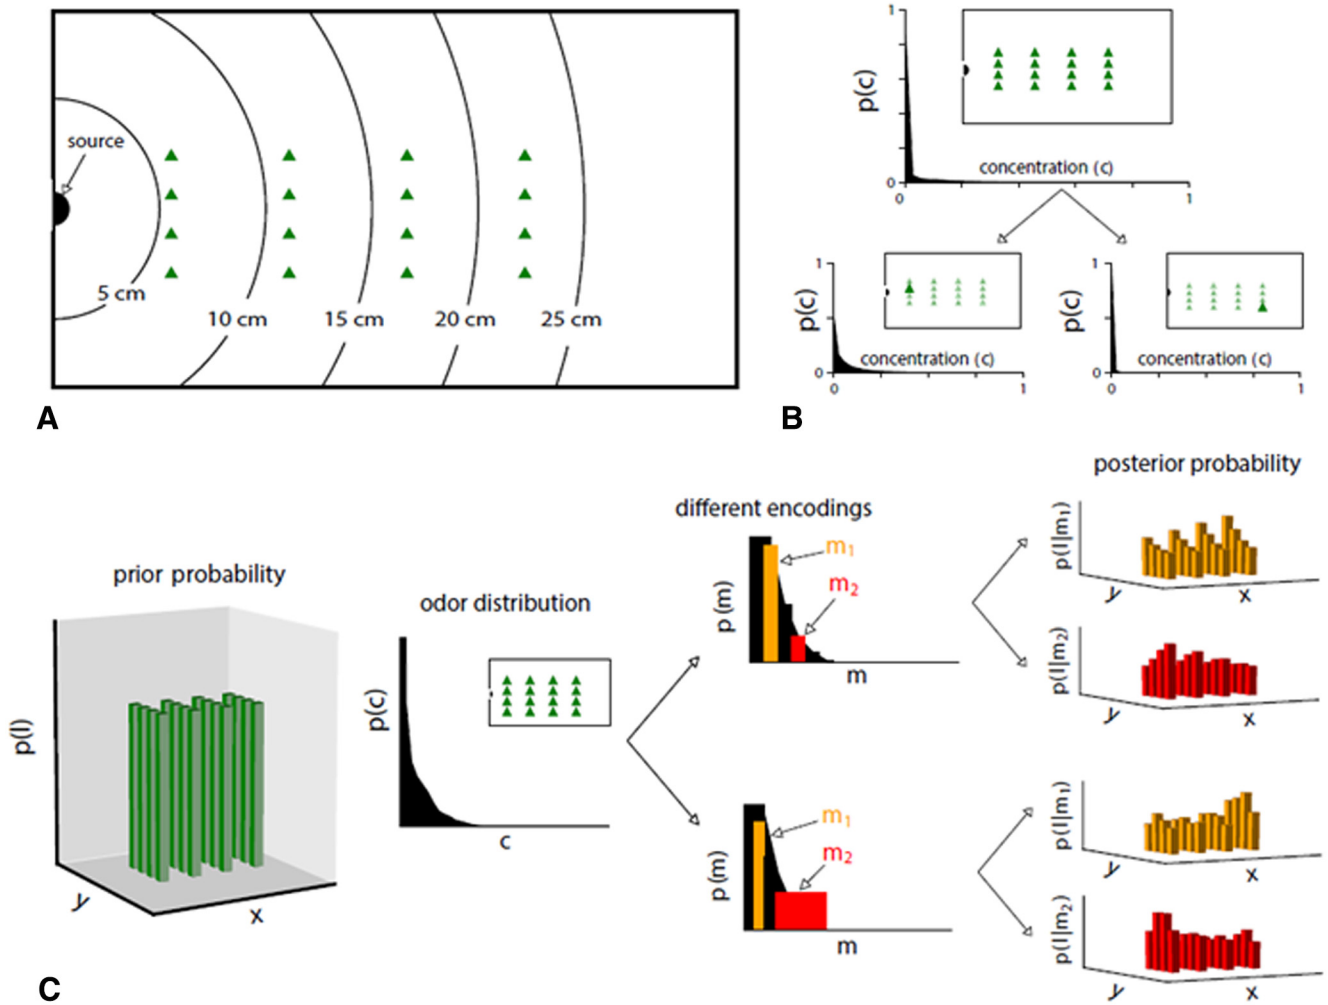 source
5 cm
10 cm
15 cm
20 cm
25 cm
A
1
p(c)
0
concentration (c)
0
1
1
p(c)
0
concentration (c)
0
1
1
p(c)
0
concentration (c)
0
1
B
prior probability
p(l)
y
x
odor distribution
p(c)
c
different encodings
m1
m2
p(m)
m
m1
m2
p(m)
m
posterior probability
p(l|m1)
y
x
p(l|m2)
y
x
p(l|m1)
y
x
p(l|m2)
y
x
C